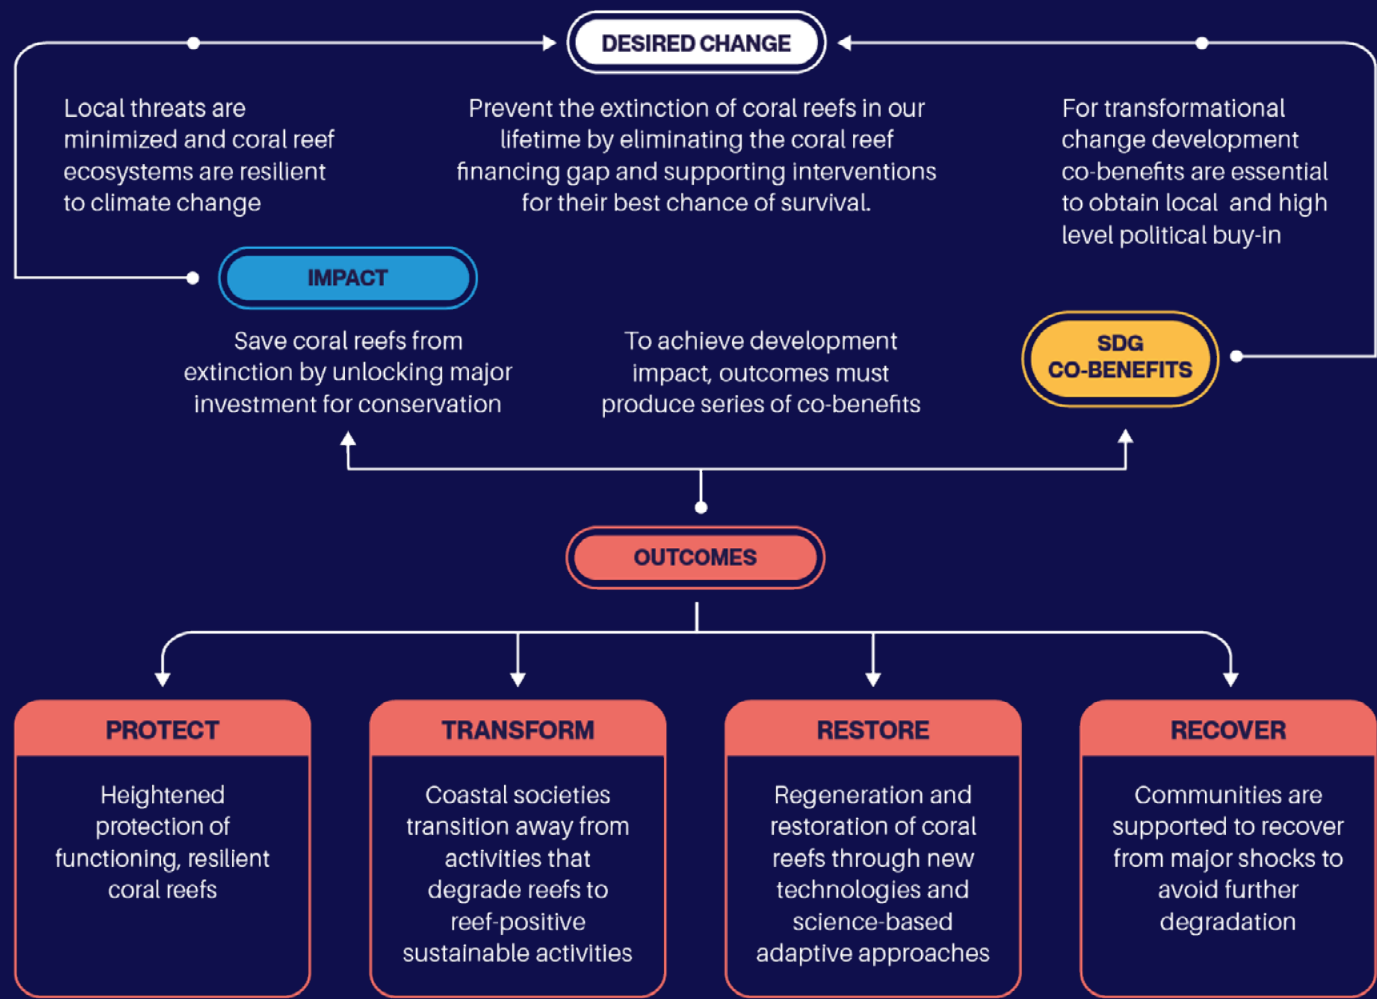 DESIRED CHANGE
Local threats are
minimized and coral reef
ecosystems are resilient
to climate change
Prevent the extinction of coral reefs in our
lifetime by eliminating the coral reef
financing gap and supporting interventions
for their best chance of survival.
For transformational
change development
co-benefits are essential
to obtain local and high
level political buy-in
IMPACT
Save coral reefs from
extinction by unlocking major
investment for conservation
To achieve development
impact, outcomes must
produce series of co-benefits
SDG
CO-BENEFITS
OUTCOMES
PROTECT
Heightened
protection of
functioning, resilient
coral reefs
TRANSFORM
Coastal societies
transition away from
activities that
degrade reefs to
reef-positive
sustainable activities
RESTORE
Regeneration and
restoration of coral
reefs through new
technologies and
science-based
adaptive approaches
RECOVER
Communities are
supported to recover
from major shocks to
avoid further
degradation